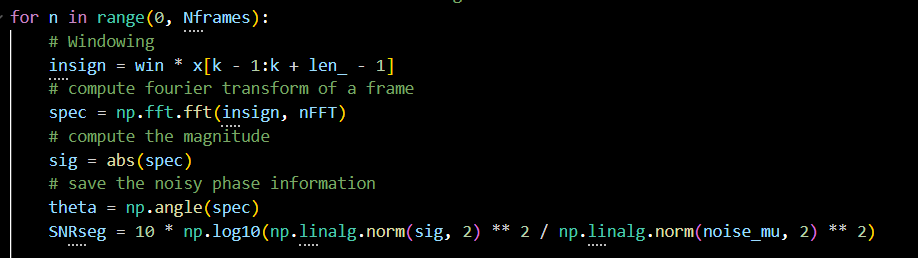 for n in range(0, Nframes):
# Windowing
insign = win * x[k - 1:k + len_ - 1]
# compute fourier transform of a frame
spec = np.fft.fft(insign, nFFT)
# compute the magnitude
sig = abs(spec)
# save the noisy phase information
theta = np.angle(spec)
SNRseg = 10 * np.log10(np.linalg.norm(sig, 2) ** 2 / np.linalg.norm(noise_mu, 2) ** 2)